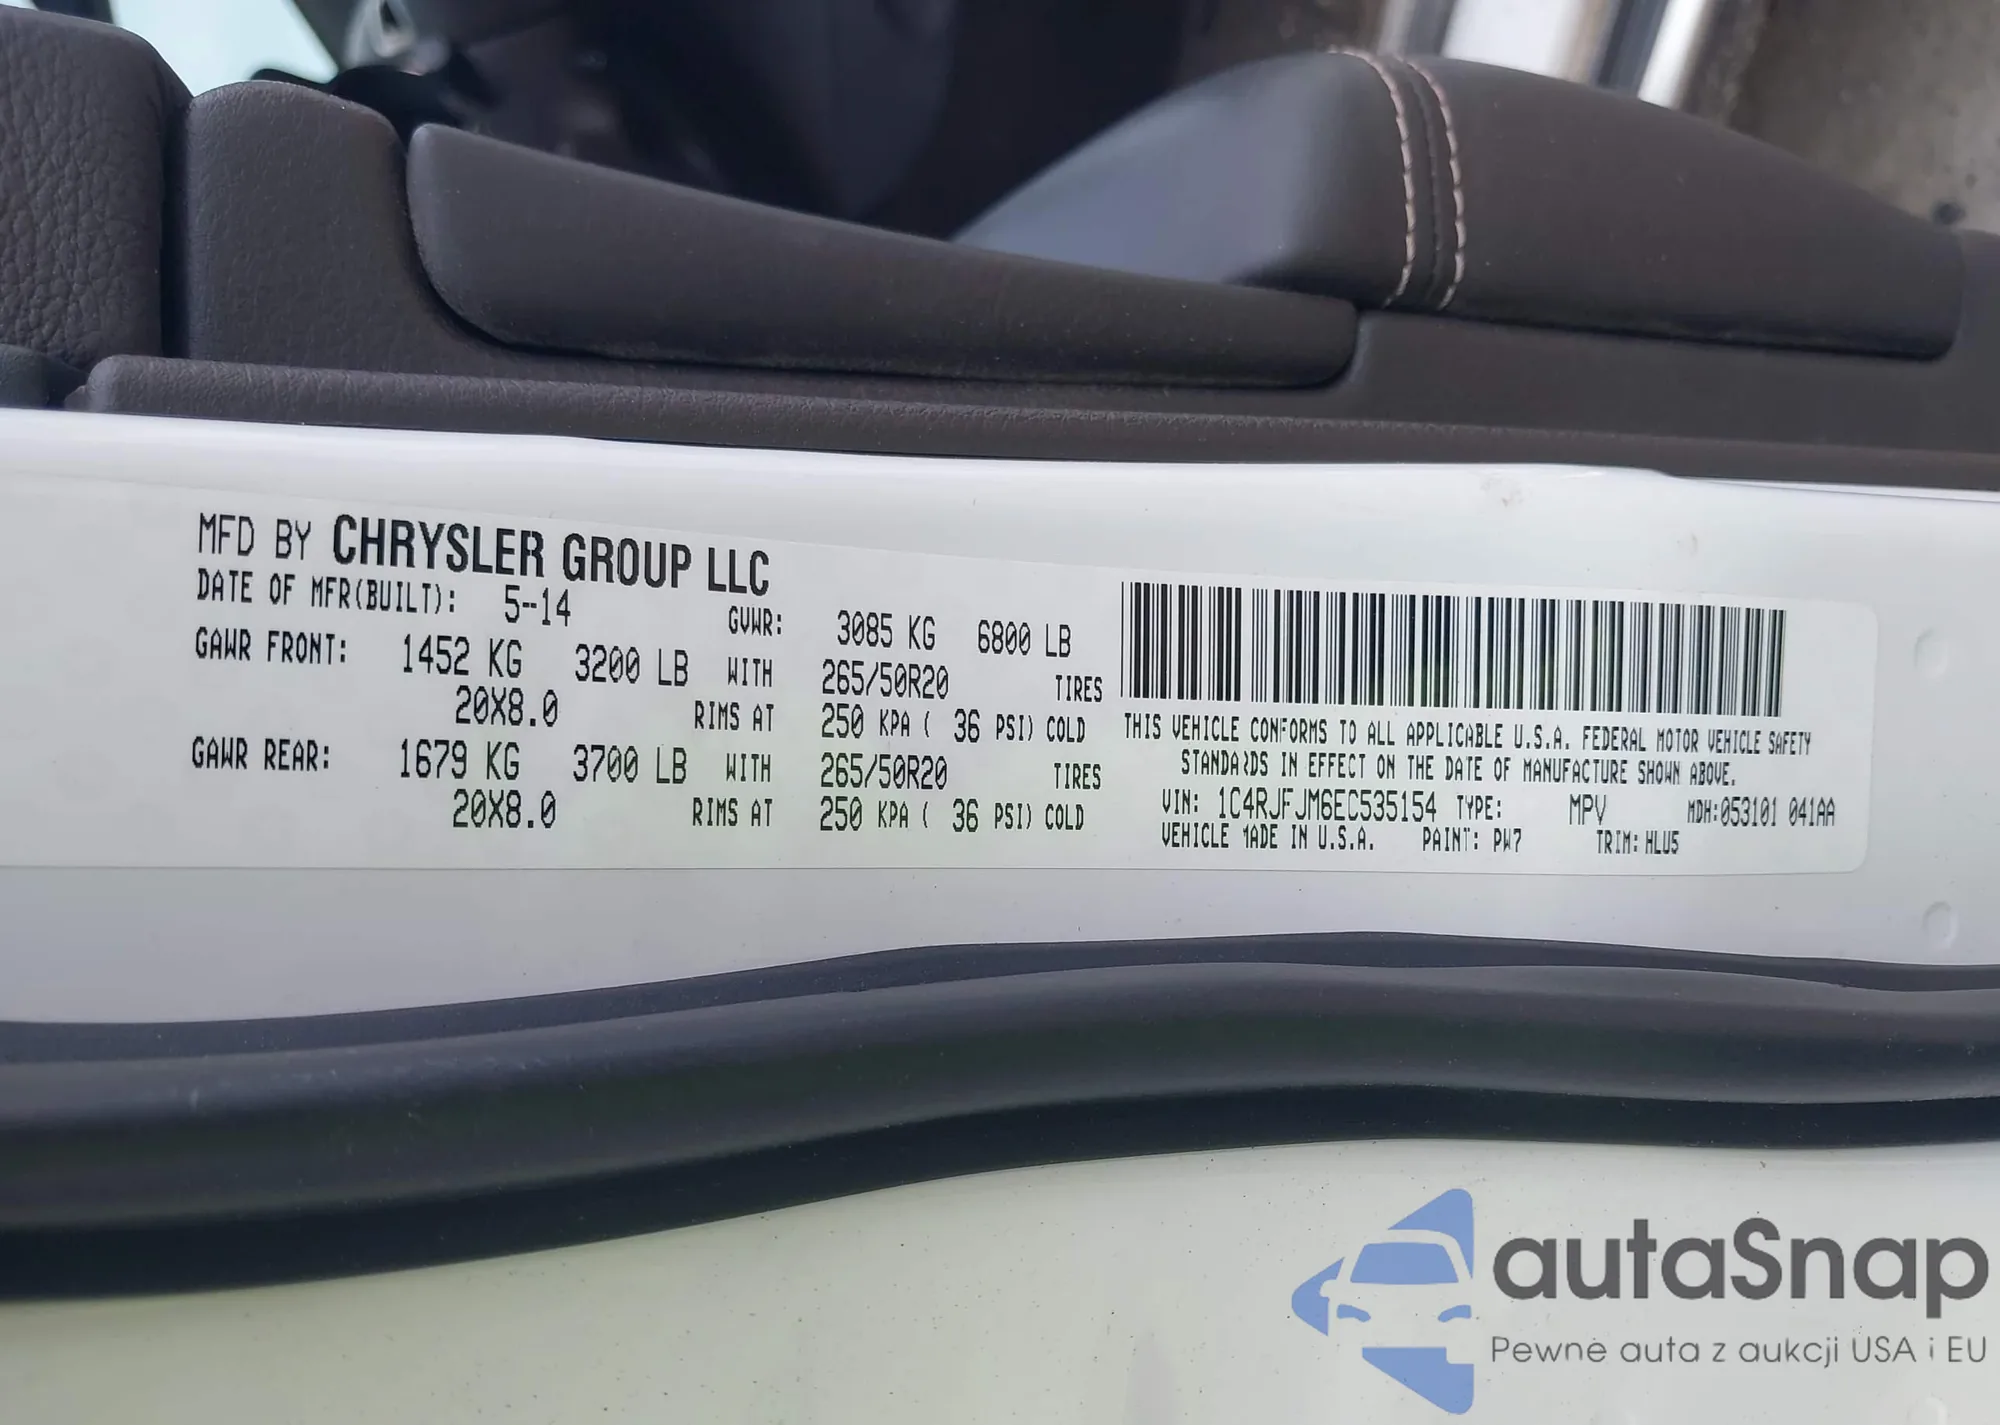 MFD BY CHRYSLER GROUP LLC
DATE OF MFR(BUILT): 5-14 GVWR: 3085 KG 6800 LB
GAWR FRONT: 1452 KG 3200 LB WITH 265/50R20 TIRES
20X8.0 RIMS AT 250 KPA ( 36 PSI) COLD
GAWR REAR: 1679 KG 3700 LB WITH 265/50R20 TIRES
20X8.0 RIMS AT 250 KPA ( 36 PSI) COLD
THIS VEHICLE CONFORMS TO ALL APPLICABLE U.S.A. FEDERAL MOTOR VEHICLE SAFETY
STANDARDS IN EFFECT ON THE DATE OF MANUFACTURE SHOWN ABOVE.
VIN: 1C4RJFJM6EC535154 TYPE: MPV MDH:053101 041AA
VEHICLE MADE IN U.S.A. PAINT: PW7 TRIM: HLU5
autaSnap
Pewne auta z aukcji USA i EU